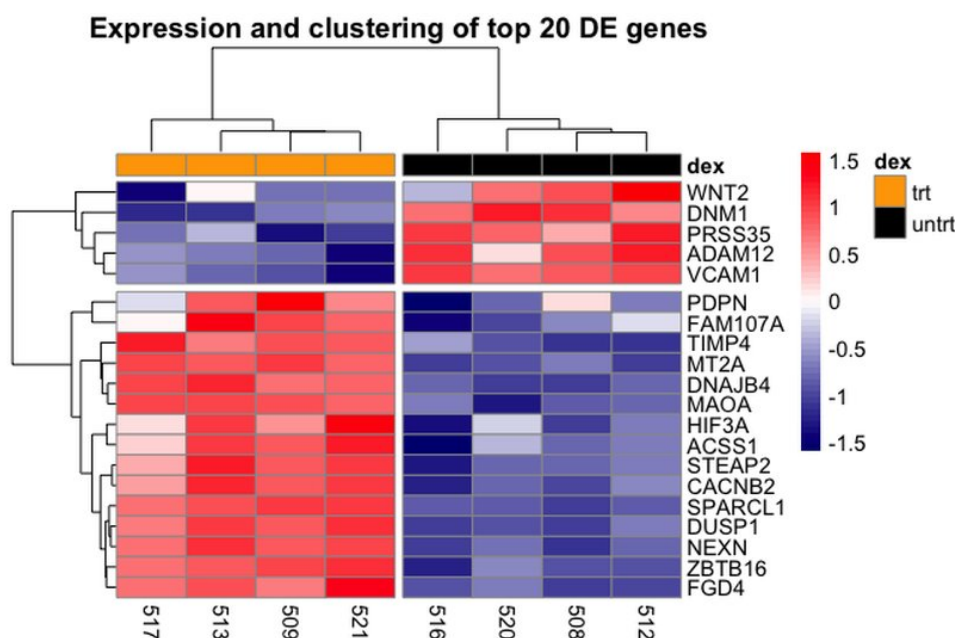 Expression and clustering of top 20 DE genes
dex
WNT2
DNM1
PRSS35
ADAM12
VCAM1
PDPN
FAM107A
TIMP4
MT2A
DNAJB4
MAOA
HIF3A
ACSS1
STEAP2
CACNB2
SPARCL1
DUSP1
NEXN
ZBTB16
FGD4
517
513
509
521
516
520
508
512
1.5
1
0.5
0
-0.5
-1
-1.5
dex
trt
untrt